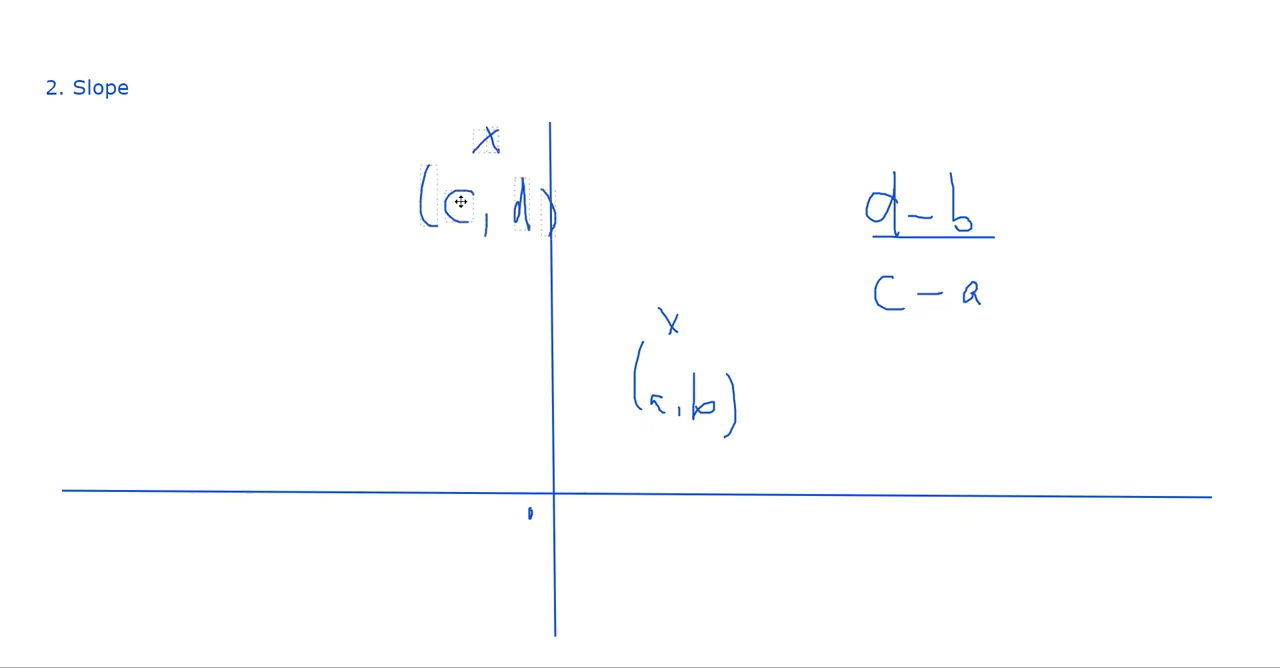 2. Slope
x
(c, d)
d - b
c - a
x
(a, b)
0